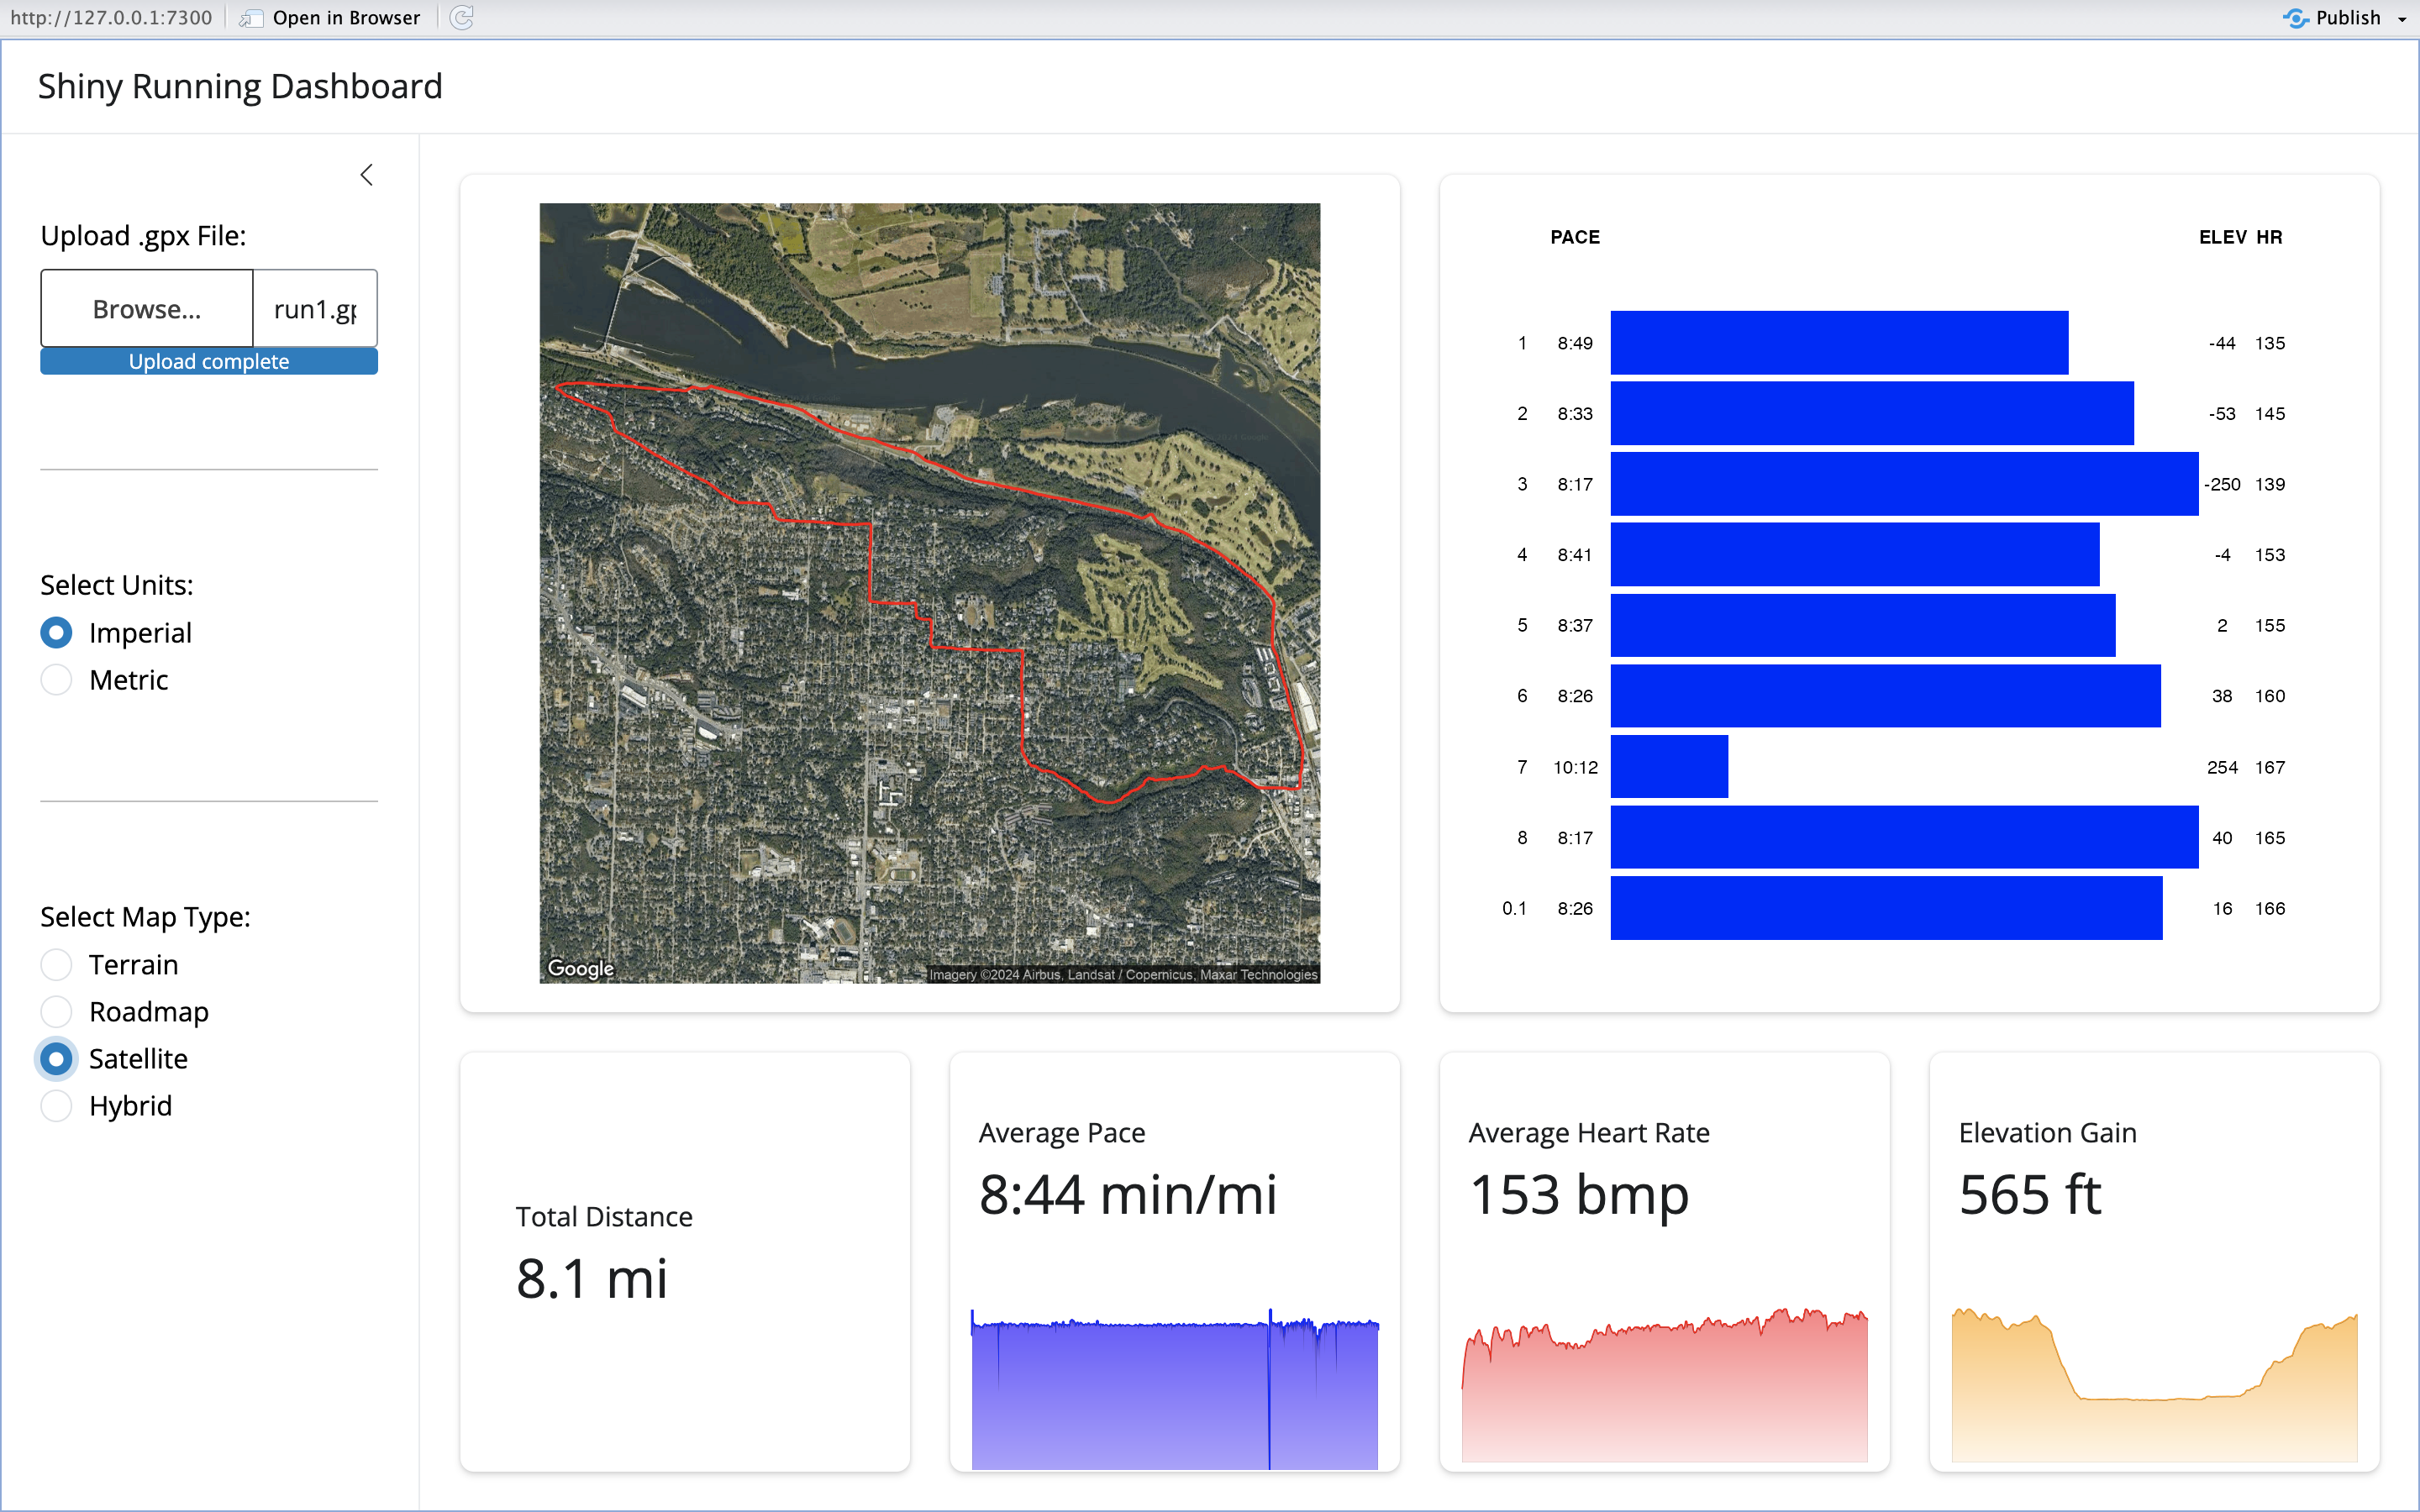 http://127.0.0.1:7300 Open in Browser Publish
Shiny Running Dashboard
Upload .gpx File:
Browse... run1.gp
Upload complete
Select Units:
Imperial
Metric
Select Map Type:
Terrain
Roadmap
Satellite
Hybrid
Google
Imagery ©2024 Airbus, Landsat / Copernicus, Maxar Technologies
PACE ELEV HR
1 8:49 -44 135
2 8:33 -53 145
3 8:17 -250 139
4 8:41 -4 153
5 8:37 2 155
6 8:26 38 160
7 10:12 254 167
8 8:17 40 165
0.1 8:26 16 166
Total Distance
8.1 mi
Average Pace
8:44 min/mi
Average Heart Rate
153 bmp
Elevation Gain
565 ft